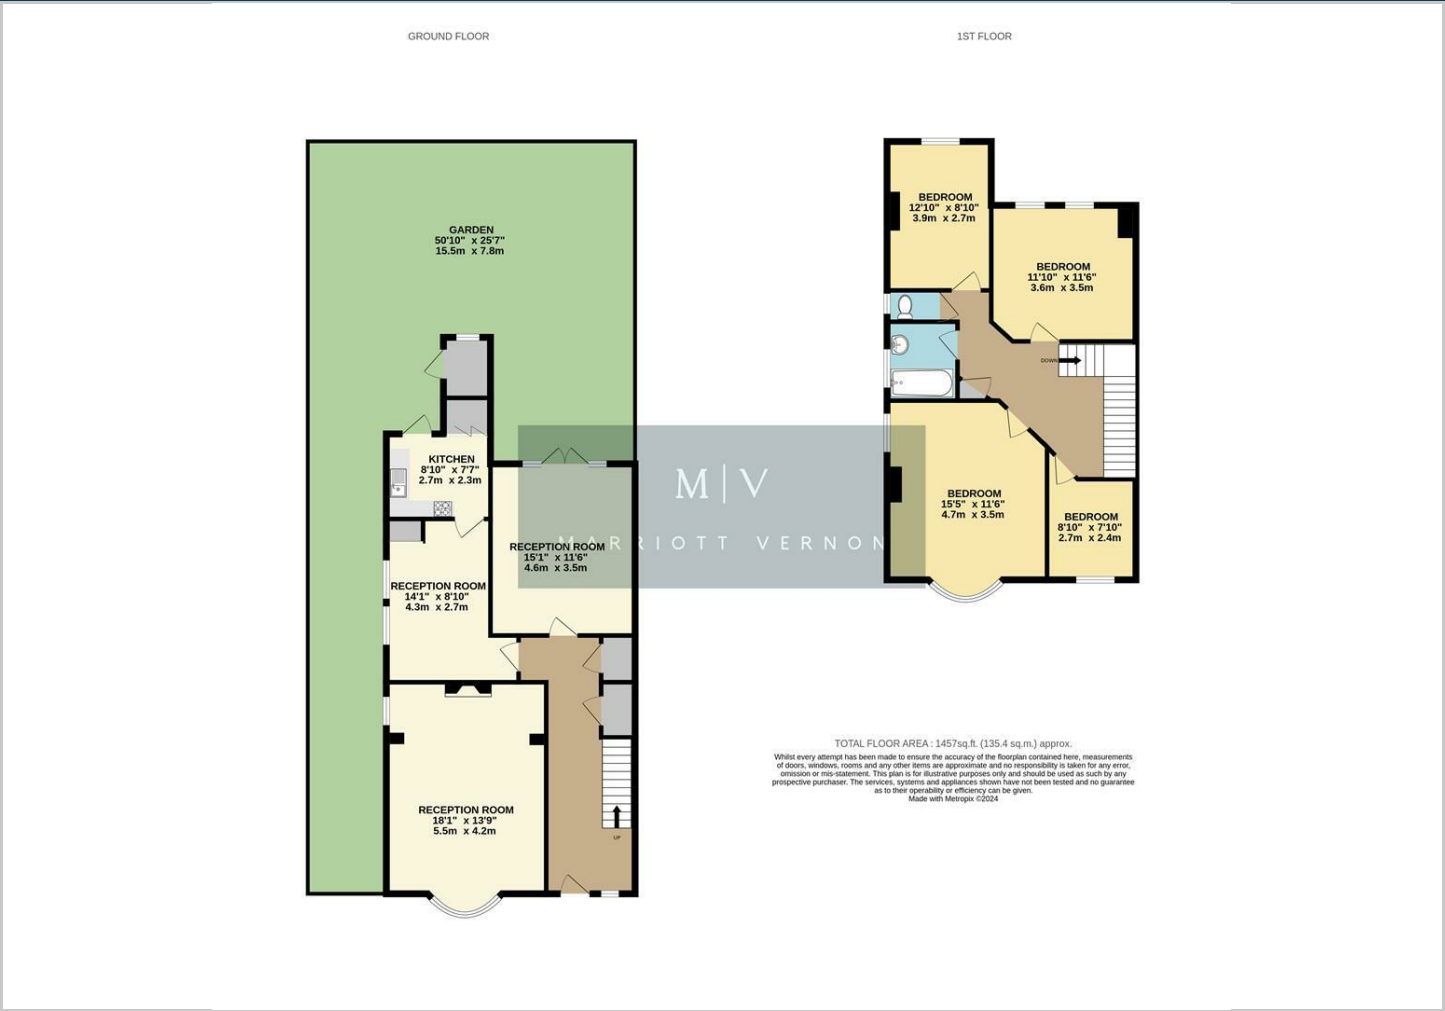 GROUND FLOOR
1ST FLOOR
GARDEN
50'10" x 25'7"
15.5m x 7.8m
KITCHEN
8'10" x 7'7"
2.7m x 2.3m
RECEPTION ROOM
15'1" x 11'6"
4.6m x 3.5m
RECEPTION ROOM
14'1" x 8'10"
4.3m x 2.7m
RECEPTION ROOM
18'1" x 13'9"
5.5m x 4.2m
UP
M|V
MARRIOTT VERNON
BEDROOM
12'10" x 8'10"
3.9m x 2.7m
BEDROOM
11'10" x 11'6"
3.6m x 3.5m
DOWN
BEDROOM
15'5" x 11'6"
4.7m x 3.5m
BEDROOM
8'10" x 7'10"
2.7m x 2.4m
TOTAL FLOOR AREA : 1457sq.ft. (135.4 sq.m.) approx.
Whilst every attempt has been made to ensure the accuracy of the floorplan contained here, measurements
of doors, windows, rooms and any other items are approximate and no responsibility is taken for any error,
omission or mis-statement. This plan is for illustrative purposes only and should be used as such by any
prospective purchaser. The services, systems and appliances shown have not been tested and no guarantee
as to their operability or efficiency can be given.
Made with Metropix ©2024